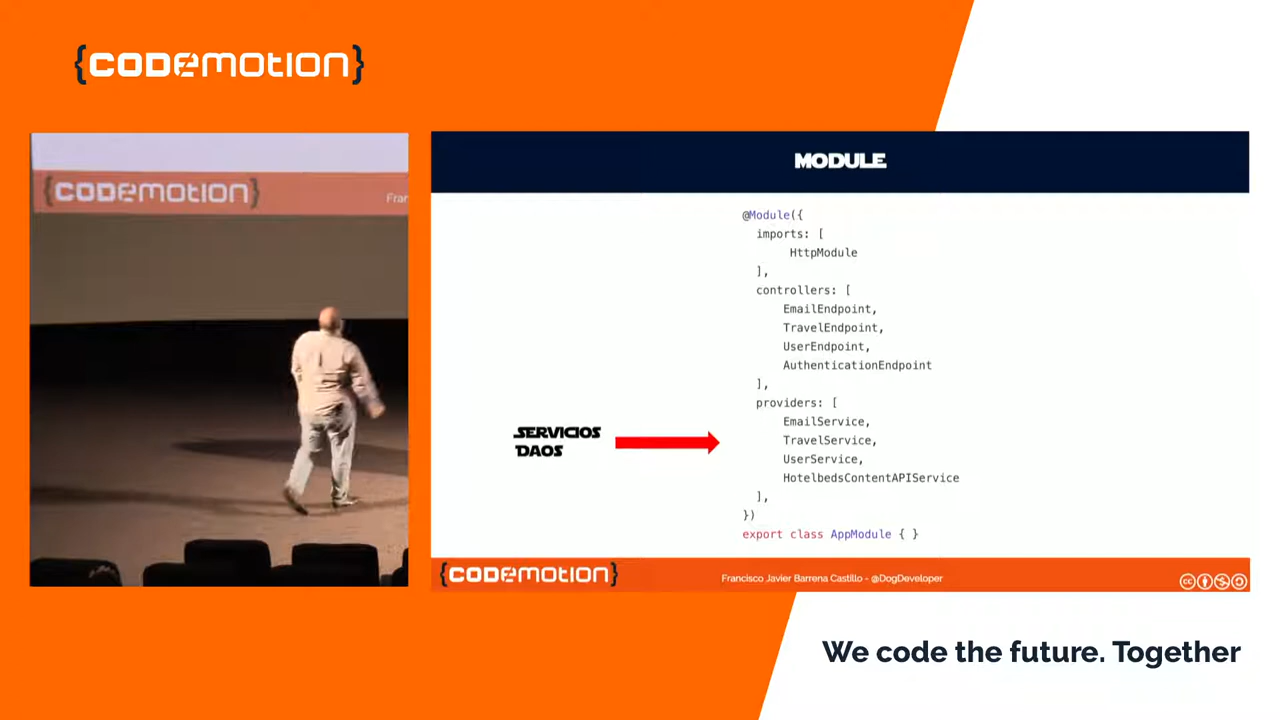 {CODEMOTION}
{CODEMOTION}
Fran
MODULE
@Module({
imports: [
HttpModule
],
controllers: [
EmailEndpoint,
TravelEndpoint,
UserEndpoint,
AuthenticationEndpoint
],
providers: [
EmailService,
TravelService,
UserService,
HotelbedsContentAPIService
],
})
export class AppModule { }
SERVICIOS
DAOS
{CODEMOTION}
Francisco Javier Barrena Castillo - @DogDeveloper
We code the future. Together